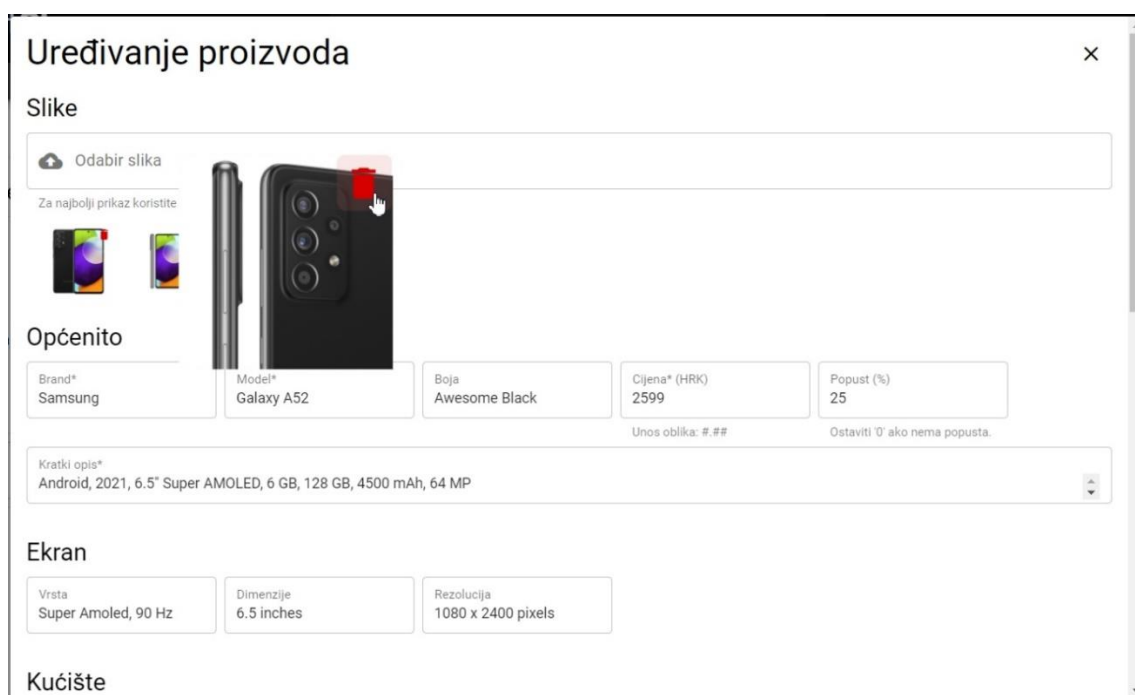 Uređivanje proizvoda
Slike
Odabir slika
Za najbolji prikaz koristite
Općenito
Brand*
Samsung
Model*
Galaxy A52
Boja
Awesome Black
Cijena* (HRK)
2599
Unos oblika: #.##
Popust (%)
25
Ostaviti '0' ako nema popusta.
Kratki opis*
Android, 2021, 6.5" Super AMOLED, 6 GB, 128 GB, 4500 mAh, 64 MP
Ekran
Vrsta
Super Amoled, 90 Hz
Dimenzije
6.5 inches
Rezolucija
1080 x 2400 pixels
Kućište